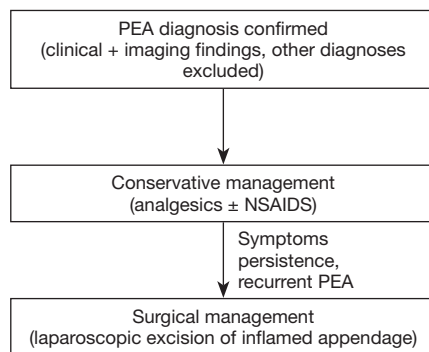 PEA diagnosis confirmed
(clinical + imaging findings, other diagnoses
excluded)
Conservative management
(analgesics ± NSAIDS)
Symptoms
persistence,
recurrent PEA
Surgical management
(laparoscopic excision of inflamed appendage)